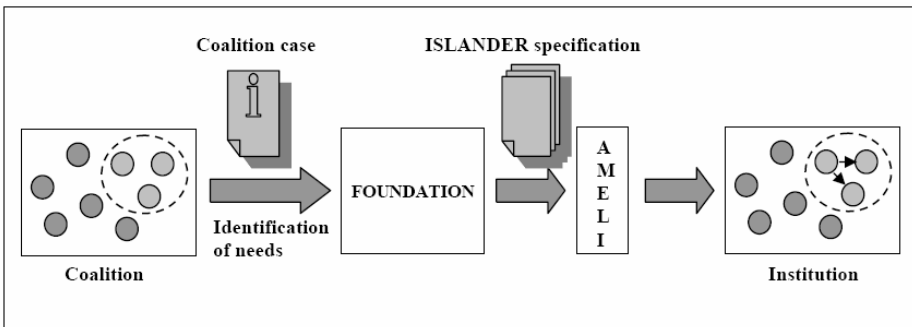 Coalition case
ISLANDER specification
i
FOUNDATION
A
M
E
L
I
Identification
of needs
Coalition
Institution